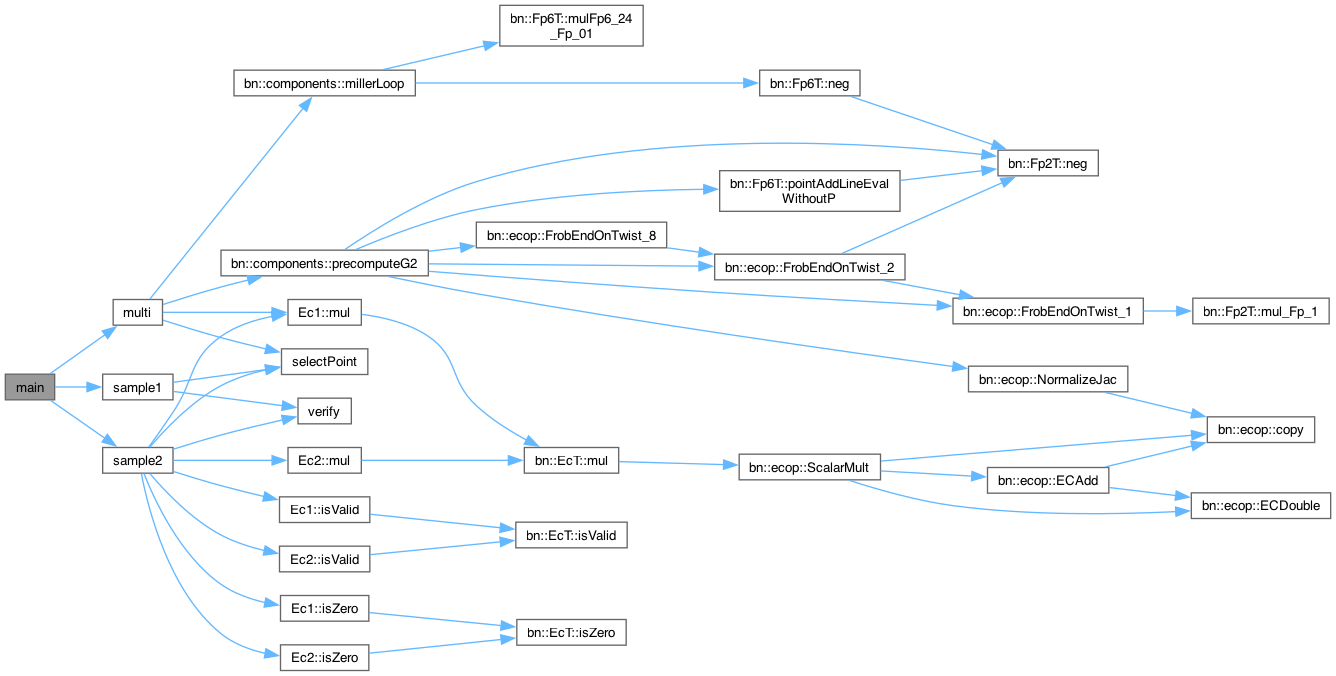 bn::Fp6T::mulFp6_24
_Fp_01
bn::components::millerLoop
bn::Fp6T::neg
bn::Fp2T::neg
bn::Fp6T::pointAddLineEval
WithoutP
bn::ecop::FrobEndOnTwist_8
bn::components::precomputeG2
bn::ecop::FrobEndOnTwist_2
multi
Ec1::mul
bn::ecop::FrobEndOnTwist_1
bn::Fp2T::mul_Fp_1
selectPoint
main
sample1
bn::ecop::NormalizeJac
verify
bn::ecop::copy
sample2
Ec2::mul
bn::EcT::mul
bn::ecop::ScalarMult
bn::ecop::ECAdd
Ec1::isValid
bn::ecop::ECDouble
bn::EcT::isValid
Ec2::isValid
Ec1::isZero
bn::EcT::isZero
Ec2::isZero